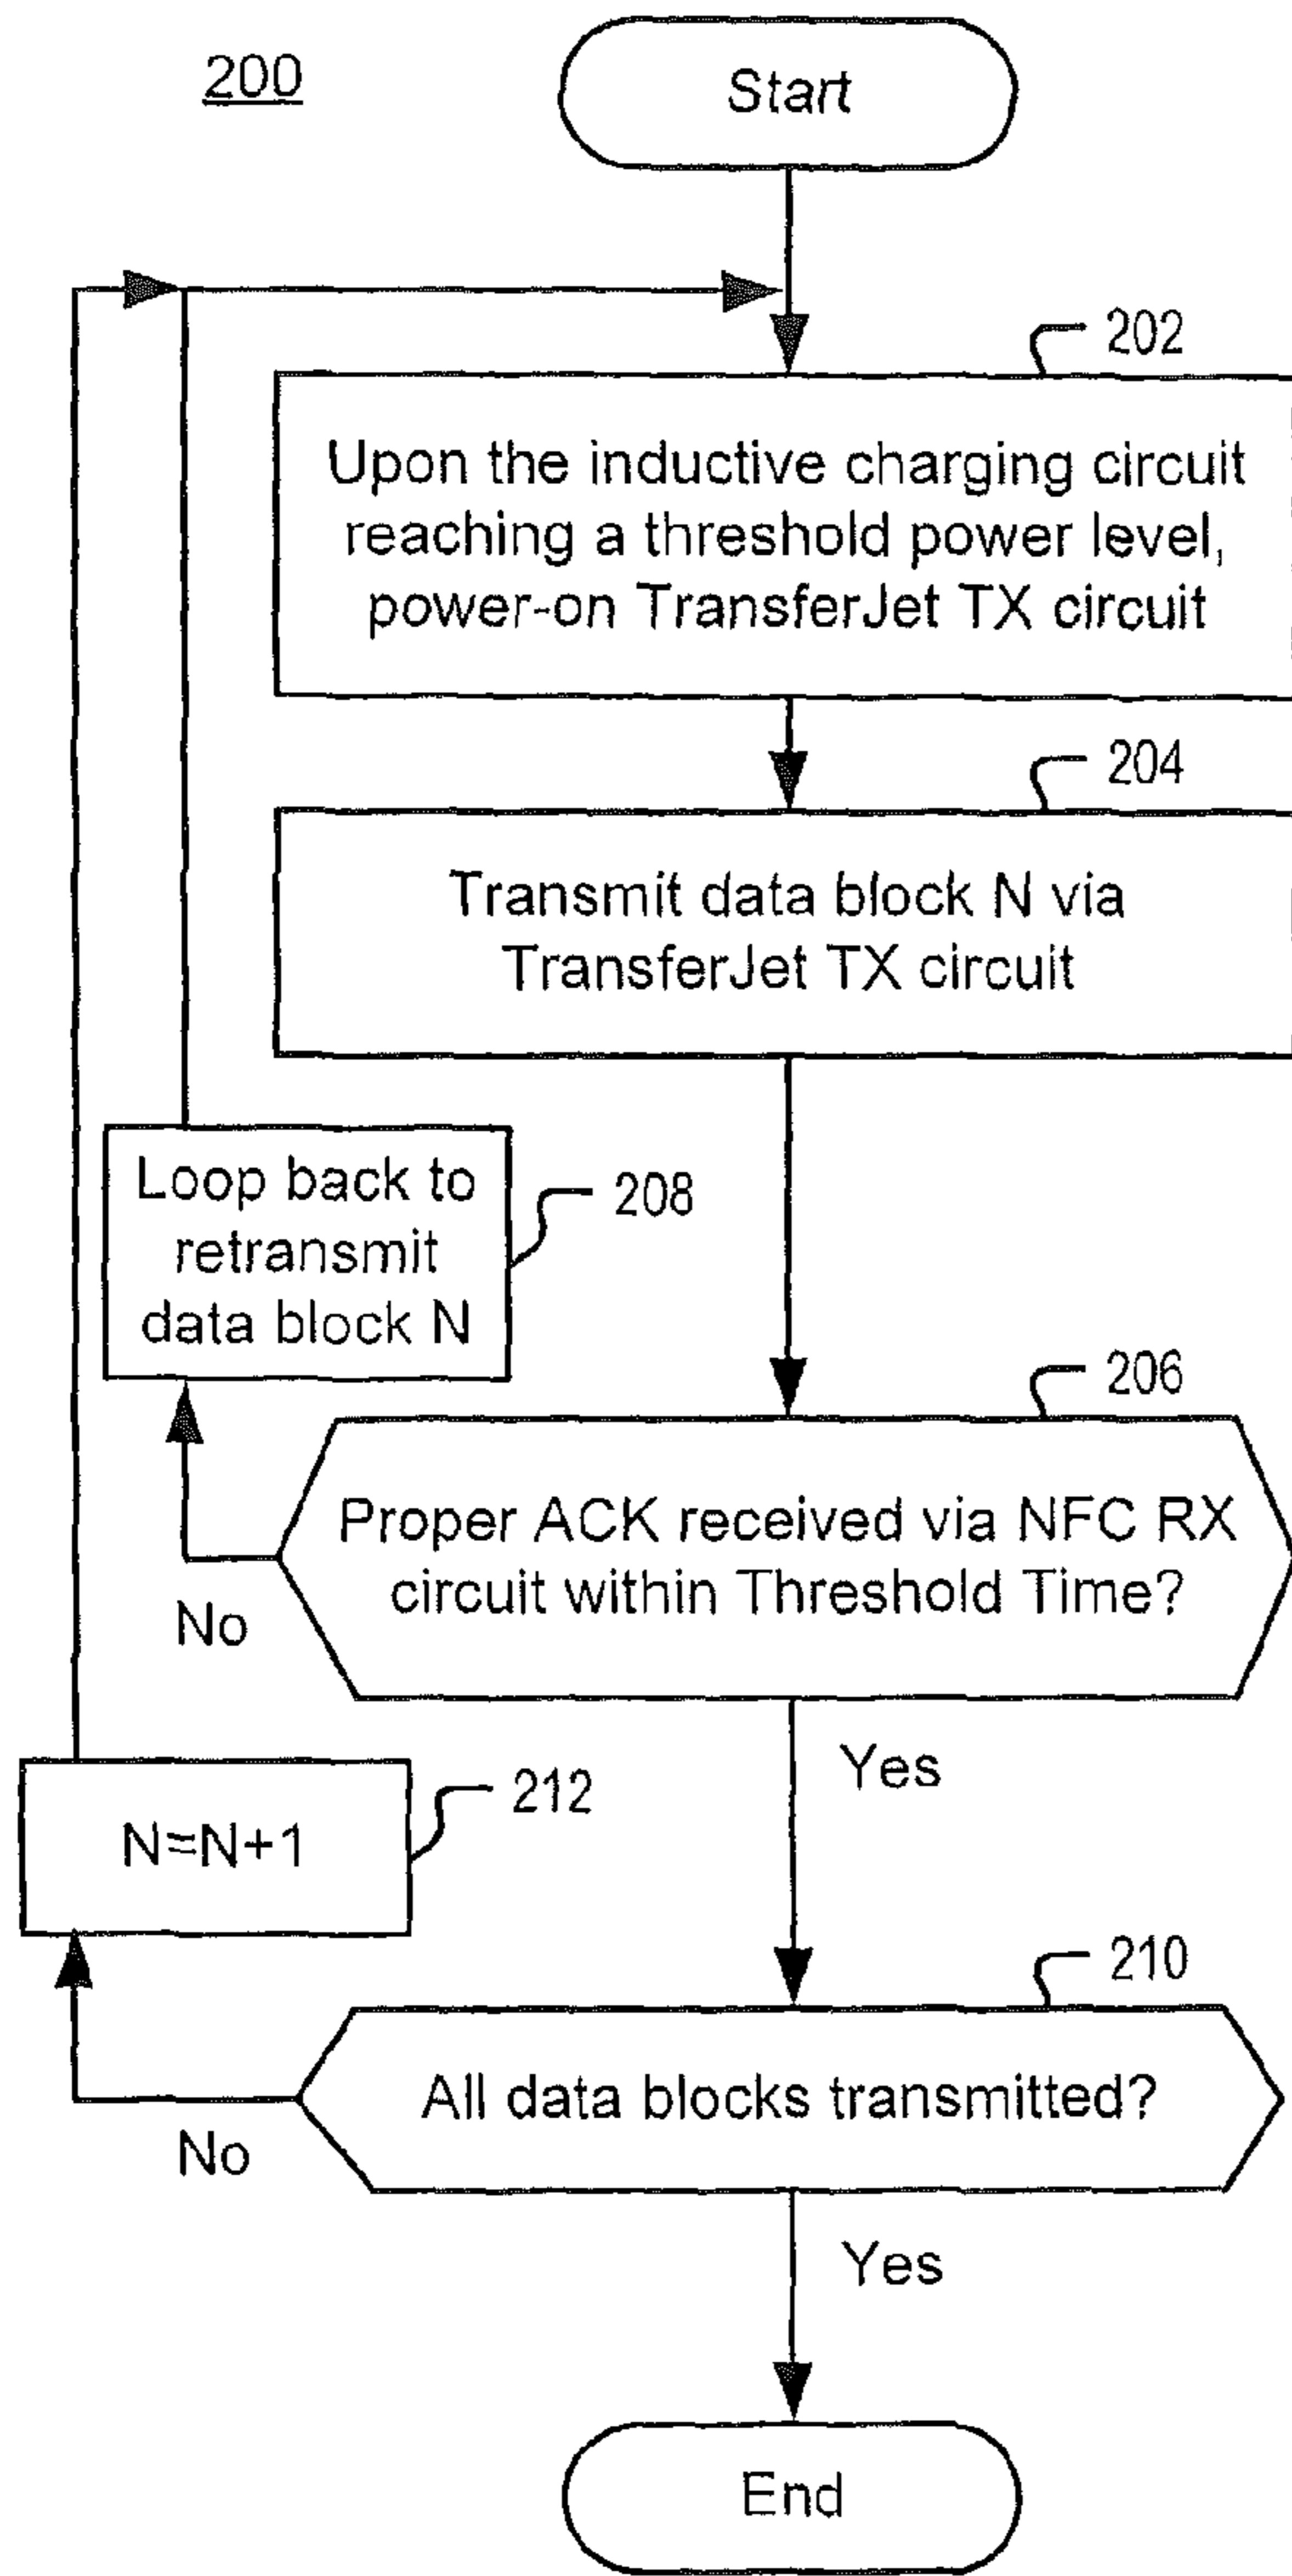 200
Start
202
Upon the inductive charging circuit
reaching a threshold power level,
power-on TransferJet TX circuit
204
Transmit data block N via
TransferJet TX circuit
Loop back to
retransmit
data block N
208
206
Proper ACK received via NFC RX
circuit within Threshold Time?
No
Yes
N=N+1
212
210
All data blocks transmitted?
No
Yes
End